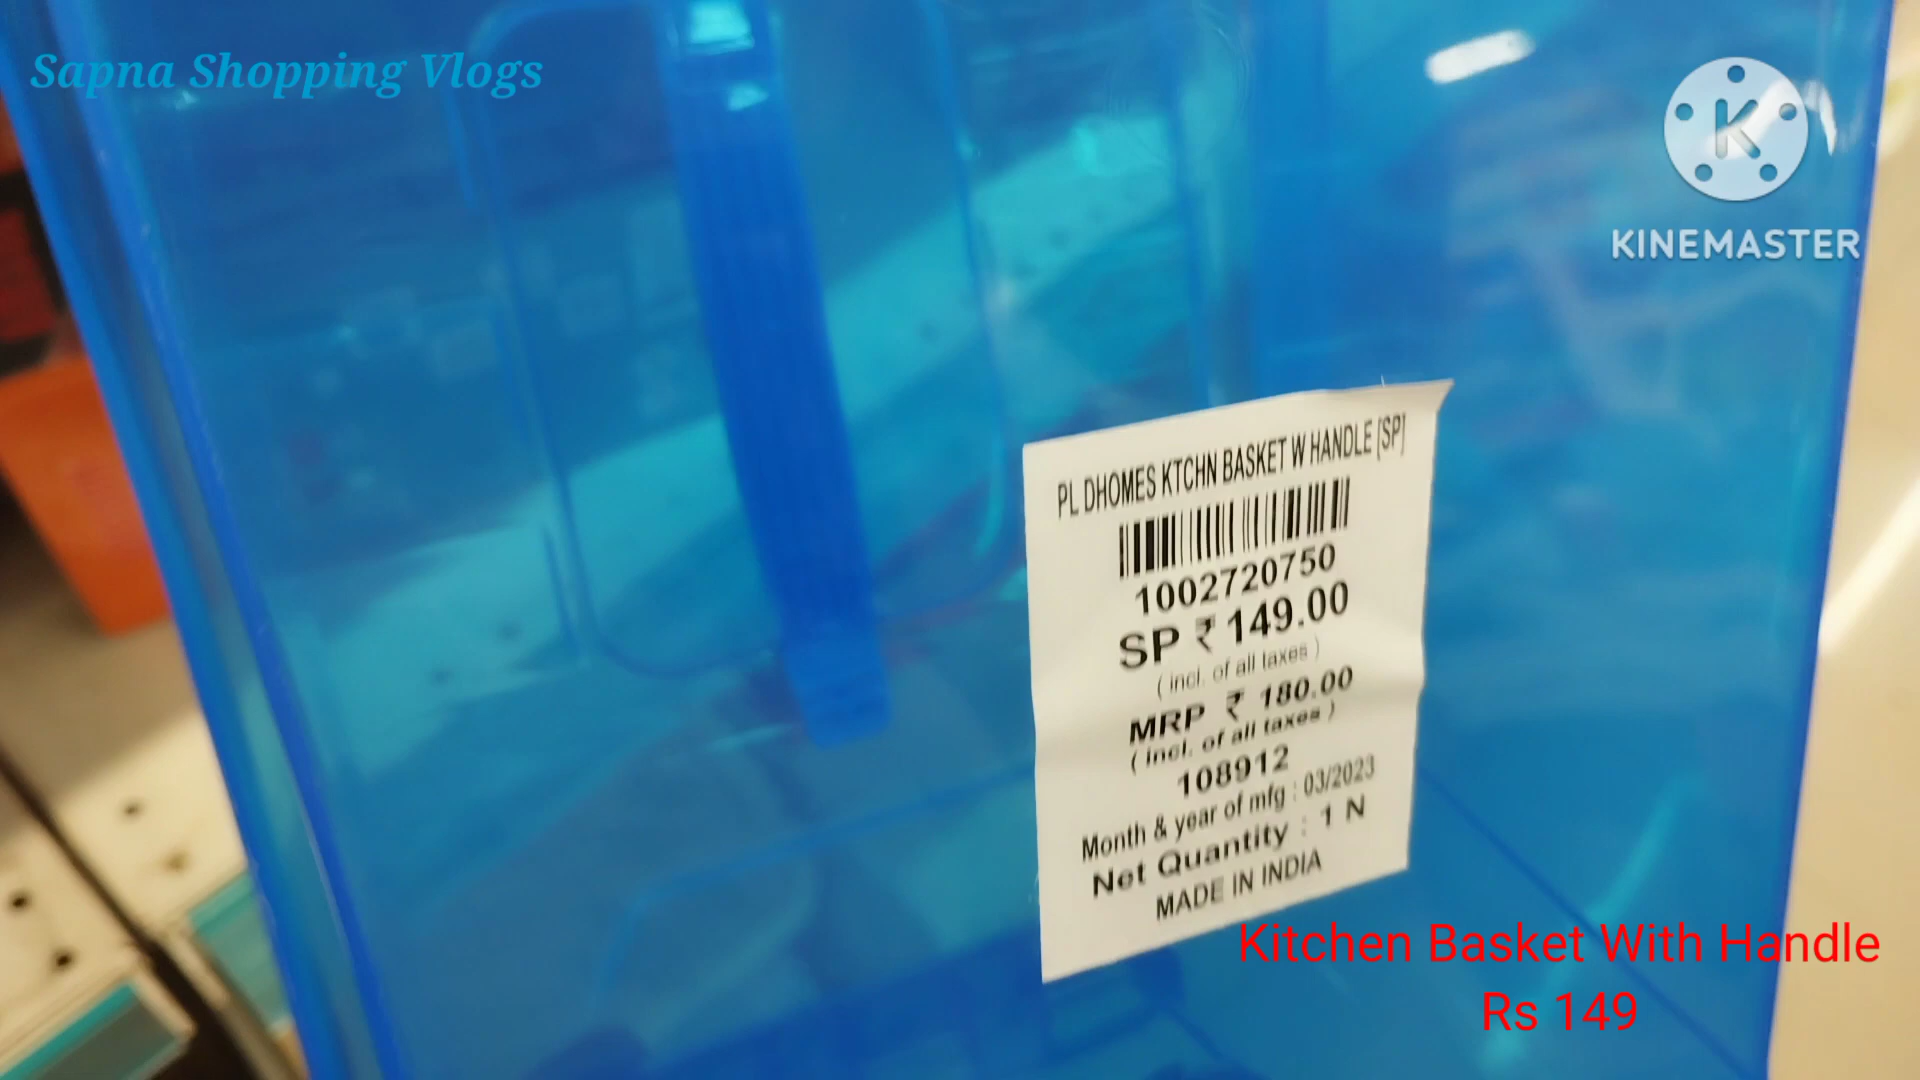 Sapna Shopping Vlogs
K
KINEMASTER
PL DHOMES KTCHN BASKET W HANDLE [SP]
1002720750
SP ₹ 149.00
( incl. of all taxes )
MRP ₹ 180.00
( incl. of all taxes )
108912
Month & year of mfg : 03/2023
Net Quantity : 1 N
MADE IN INDIA
Kitchen Basket With Handle
Rs 149